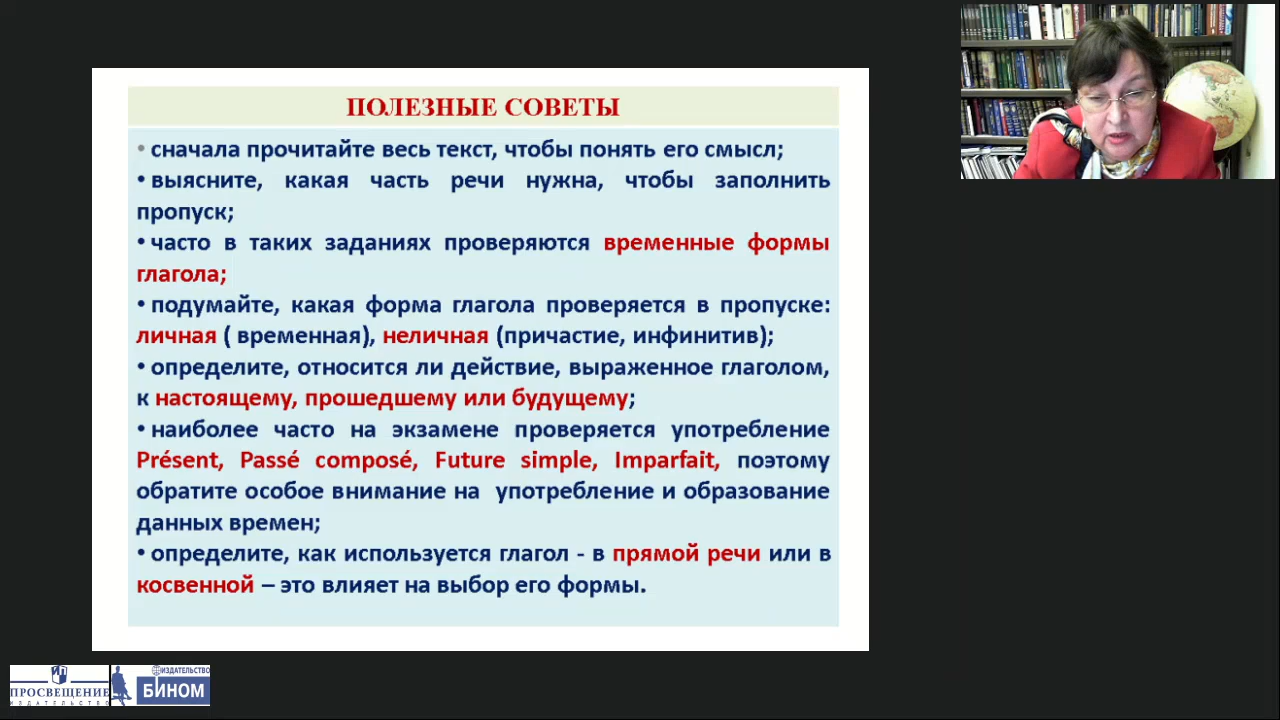 ПОЛЕЗНЫЕ СОВЕТЫ
• сначала прочитайте весь текст, чтобы понять его смысл;
• выясните, какая часть речи нужна, чтобы заполнить
пропуск;
• часто в таких заданиях проверяются временные формы
глагола;
• подумайте, какая форма глагола проверяется в пропуске:
личная ( временная), неличная (причастие, инфинитив);
• определите, относится ли действие, выраженное глаголом,
к настоящему, прошедшему или будущему;
• наиболее часто на экзамене проверяется употребление
Présent, Passé composé, Future simple, Imparfait, поэтому
обратите особое внимание на употребление и образование
данных времен;
• определите, как используется глагол - в прямой речи или в
косвенной – это влияет на выбор его формы.
ПРОСВЕЩЕНИЕ
ИЗДАТЕЛЬСТВО
ИЗДАТЕЛЬСТВО
БИНОМ